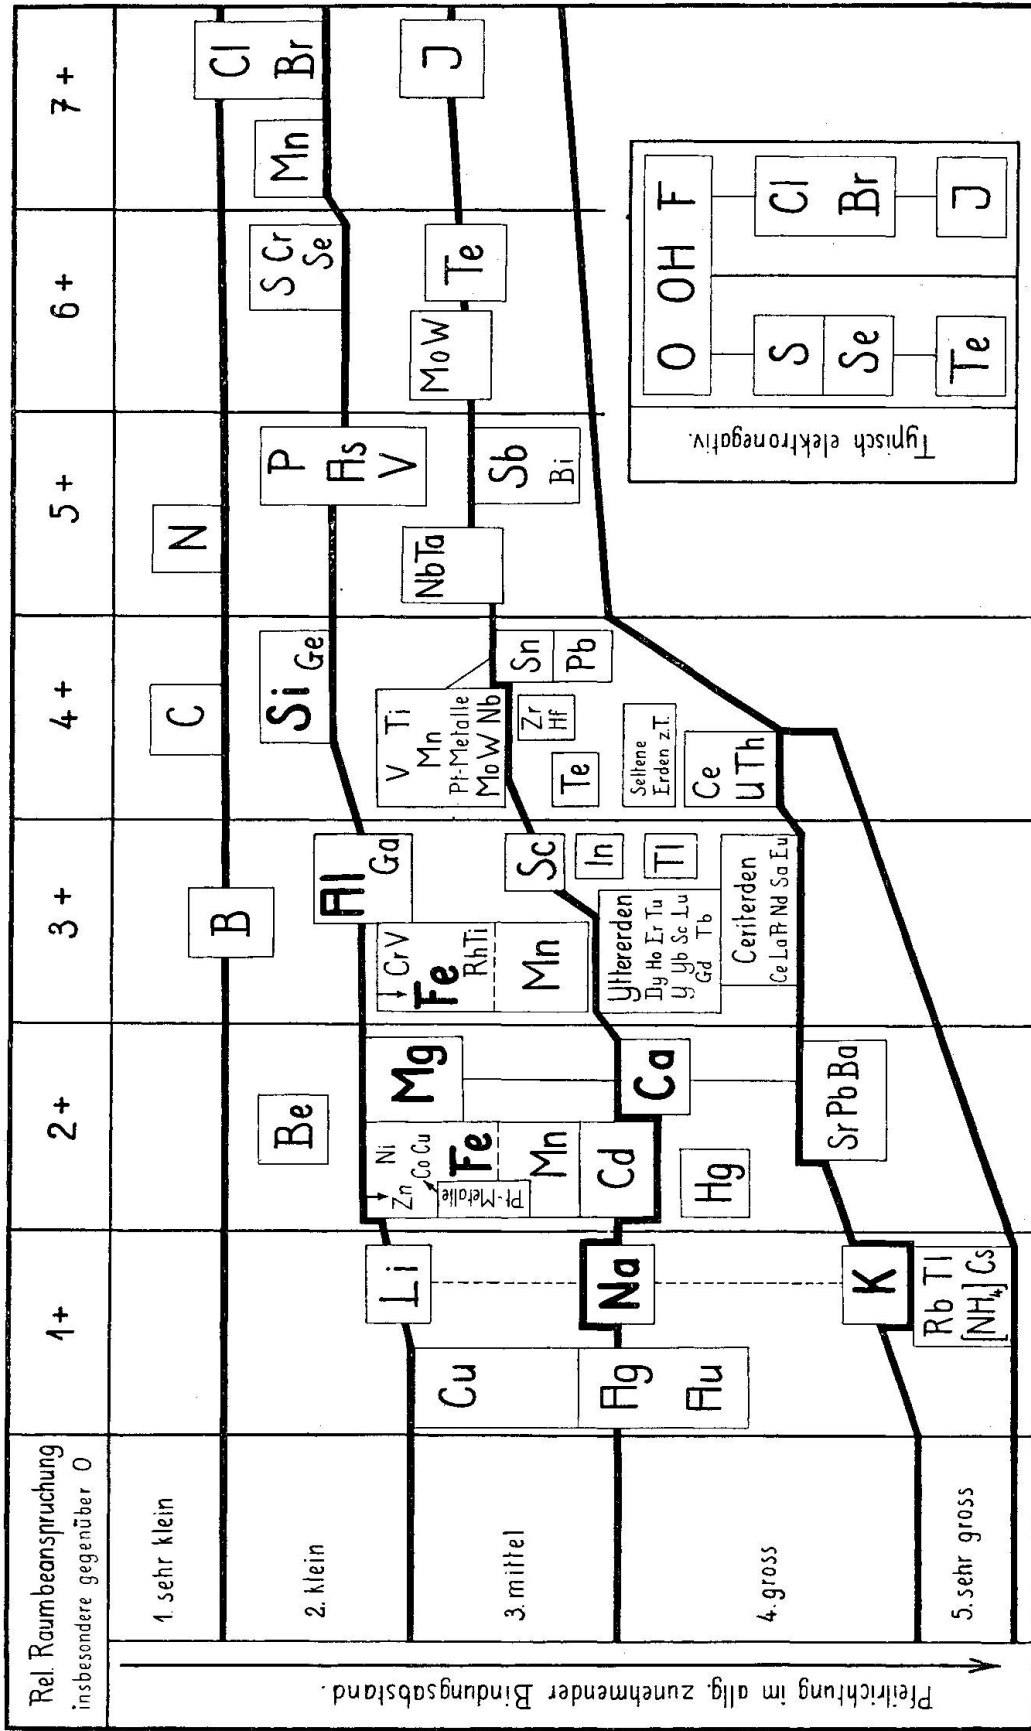 Rel. Raumbeanspruchung
insbesondere gegenüber O
1+
2+
3+
4+
5+
6+
7+
Pfeilrichtung im allg. zunehmender Bindungsabstand.
1. sehr klein
B
C
N
Cl
Br
2. klein
Be
Al
Ga
Si
Ge
P
As
V
S Cr
Se
Mn
3. mittel
Li
Cu
Ni
Zn
Co Cu
Fe
Pt-Metalle
Mn
Cd
Mg
Cr V
Fe
Rh Ti
Mn
Sc
V Ti
Mn
Pt-Metalle
Mo W Nb
Nb Ta
Mo W
Te
J
4. gross
Na
Ag
Au
Hg
Ca
Yttererden
Dy Ho Er Tu
Y Yb Sc Lu
Gd Tb
In
Tl
Ceriterden
Ce La Pr Nd Sa Eu
Sn
Pb
Zr
Hf
Te
Seltene
Erden z.T.
Ce
U Th
Sb
Bi
5. sehr gross
K
Rb Tl
[NH4] Cs
Sr Pb Ba
Typisch elektronegativ.
O OH F
S
Se
Te
Cl
Br
J